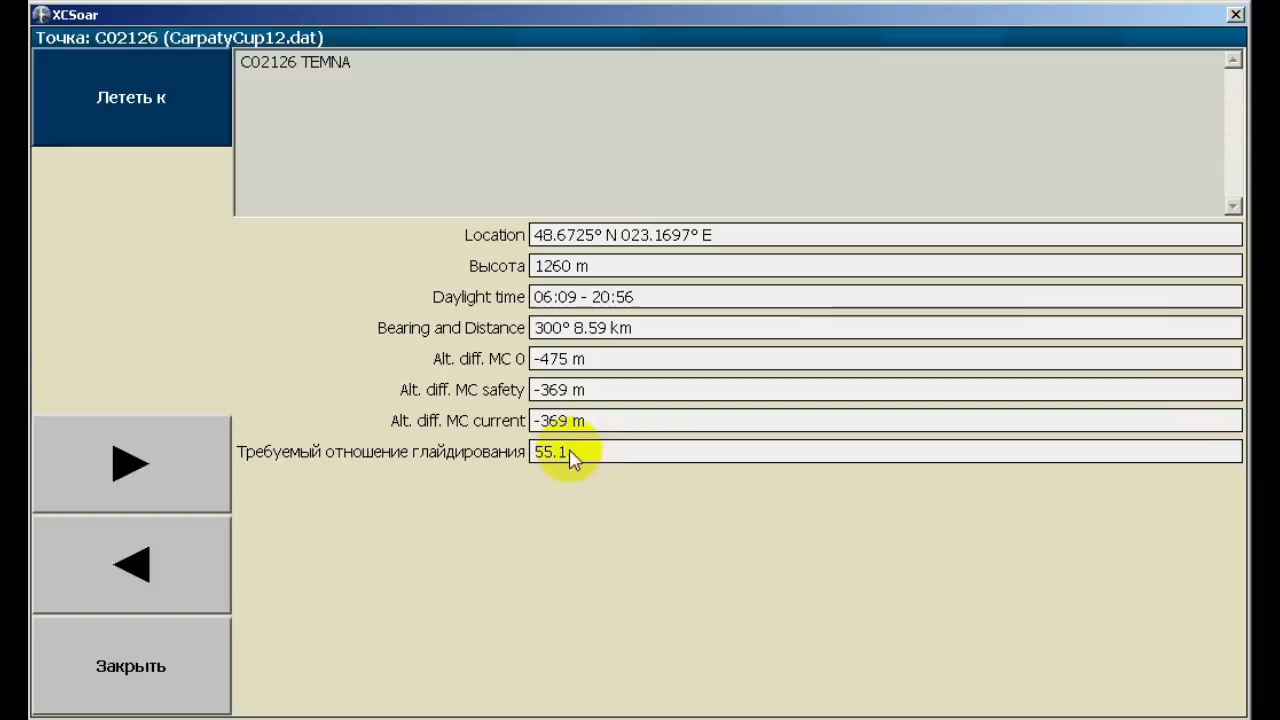 XCSoar
Точка: C02126 (CarpatyCup12.dat)
Лететь к
C02126 TEMNA
Location 48.6725° N 023.1697° E
Высота 1260 m
Daylight time 06:09 - 20:56
Bearing and Distance 300° 8.59 km
Alt. diff. MC 0 -475 m
Alt. diff. MC safety -369 m
Alt. diff. MC current -369 m
Требуемый отношение глайдирования 55.1
Закрыть